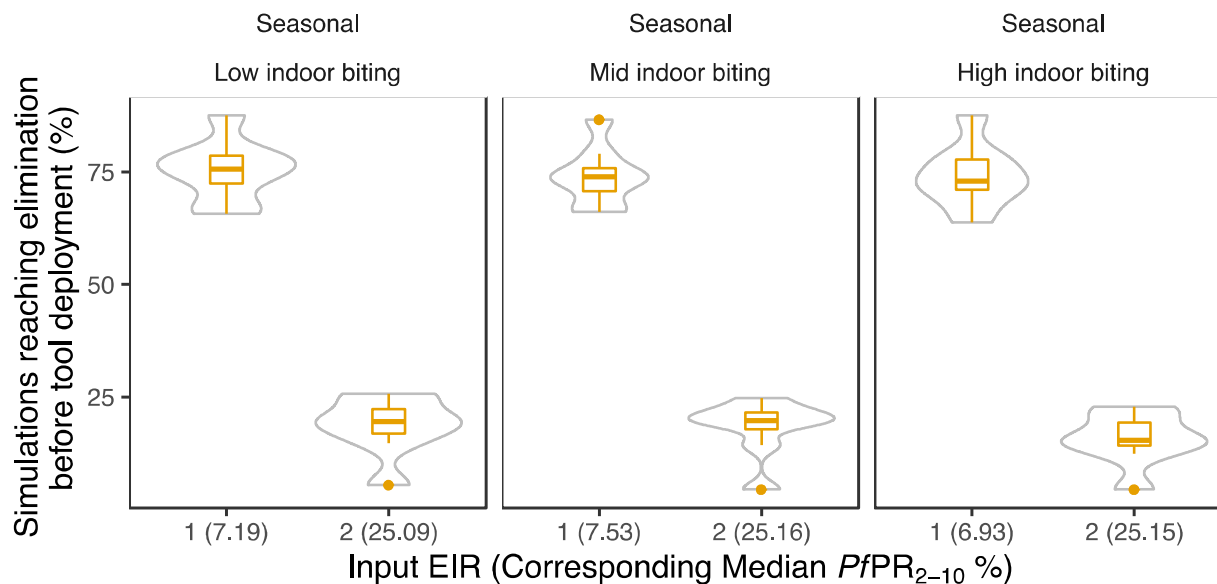 Seasonal
Seasonal
Seasonal
Low indoor biting
Mid indoor biting
High indoor biting
Simulations reaching elimination
before tool deployment (%)
75
50
25
1 (7.19)
2 (25.09)
1 (7.53)
2 (25.16)
1 (6.93)
2 (25.15)
Input EIR (Corresponding Median PfPR2−10 %)